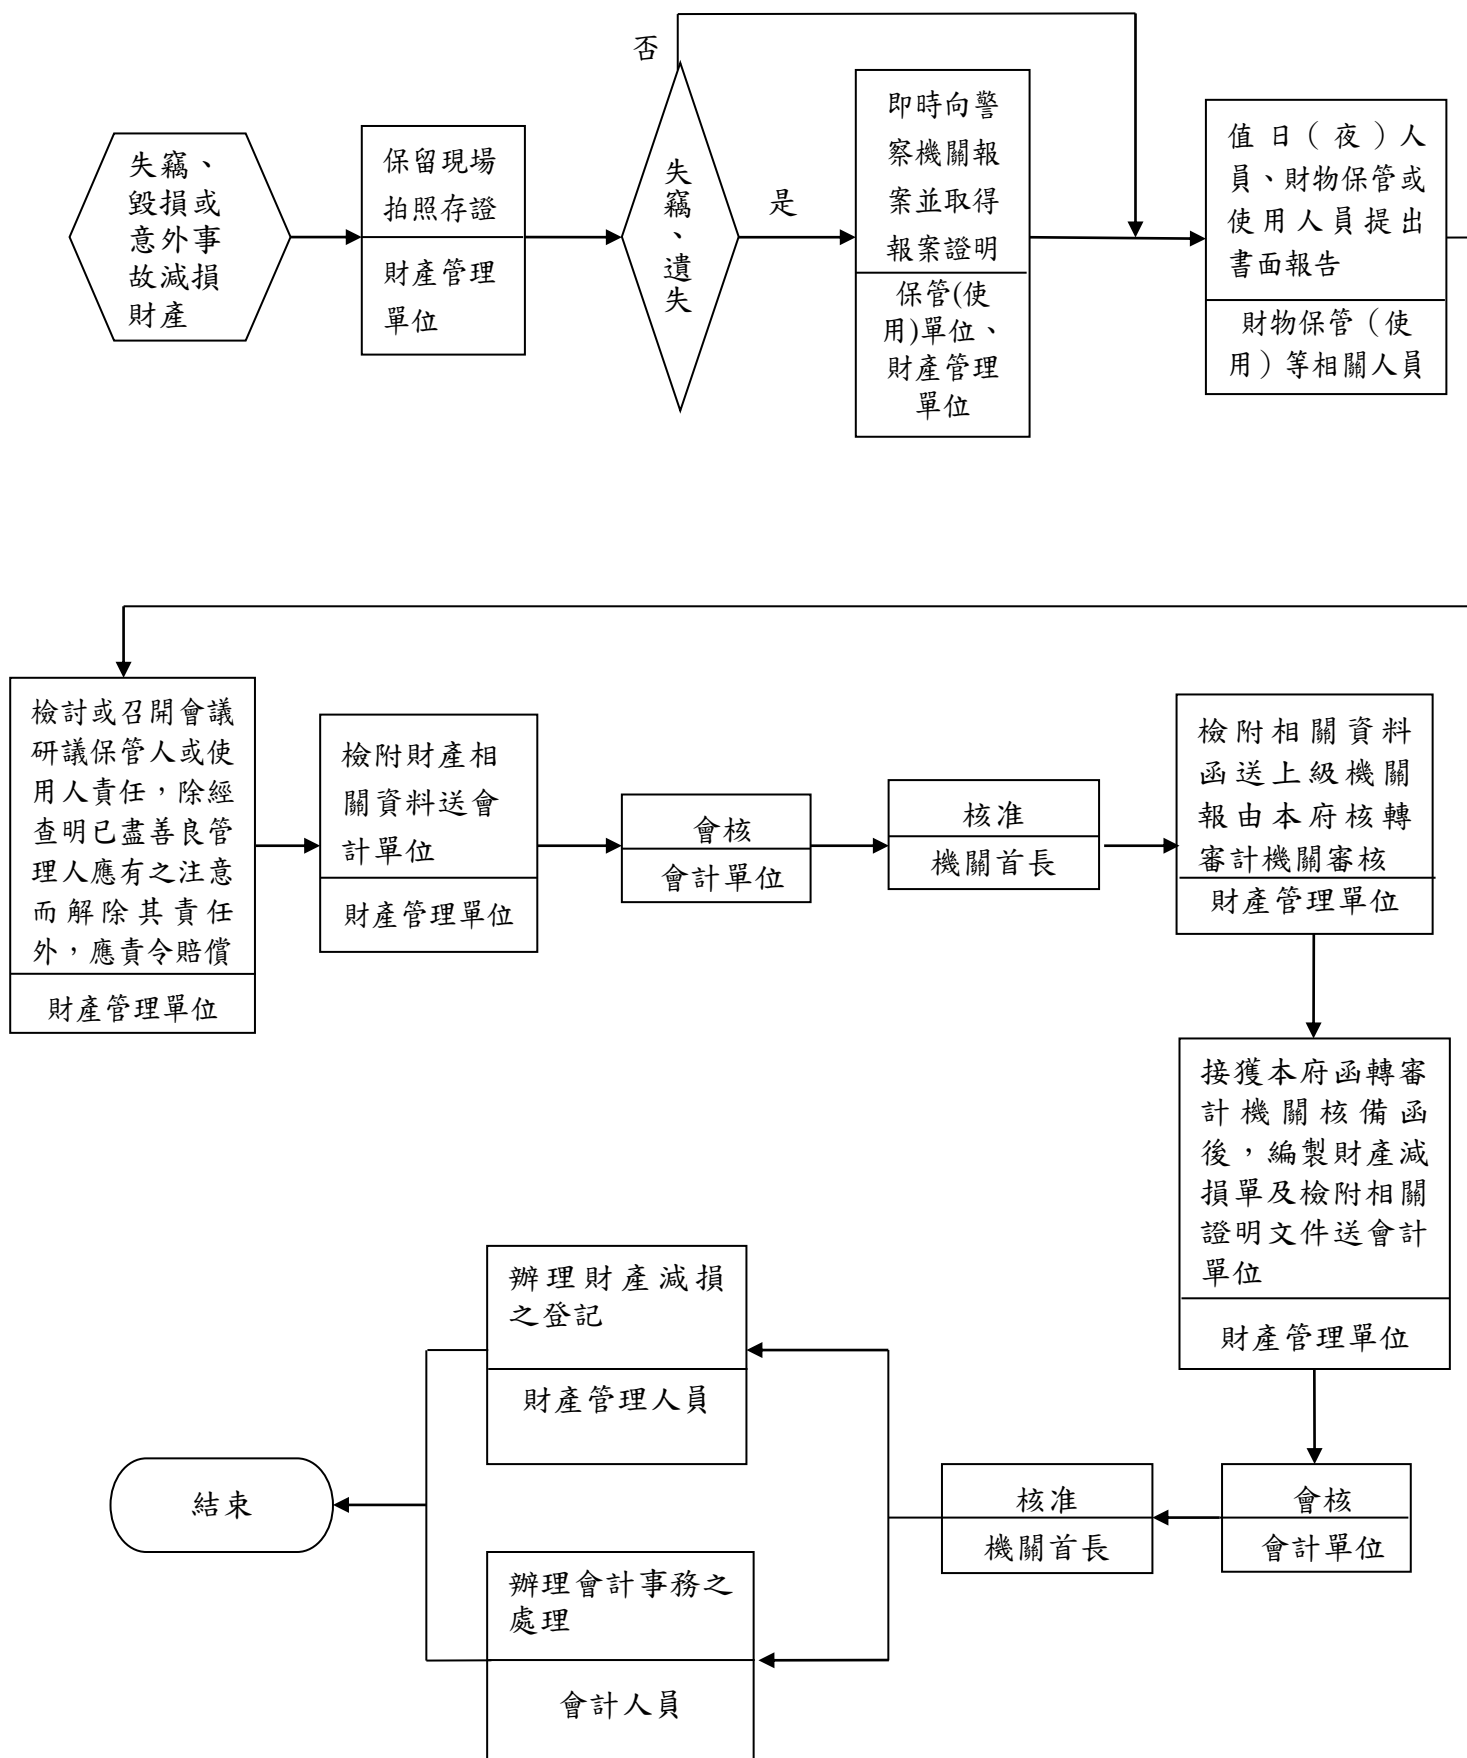 失竊、
毀損或
意外事
故減損
財產
保留現場
拍照存證
財產管理
單位
失
竊
、
遺
失
否
是
即時向警
察機關報
案並取得
報案證明
保管(使
用)單位、
財產管理
單位
值日（夜）人
員、財物保管或
使用人員提出
書面報告
財物保管（使
用）等相關人員
檢討或召開會議
研議保管人或使
用人責任，除經
查明已盡善良管
理人應有之注意
而解除其責任
外，應責令賠償
財產管理單位
檢附財產相
關資料送會
計單位
財產管理單位
會核
會計單位
核准
機關首長
檢附相關資料
函送上級機關
報由本府核轉
審計機關審核
財產管理單位
接獲本府函轉審
計機關核備函
後，編製財產減
損單及檢附相關
證明文件送會計
單位
財產管理單位
會核
會計單位
核准
機關首長
辦理財產減損
之登記
財產管理人員
辦理會計事務之
處理
會計人員
結束